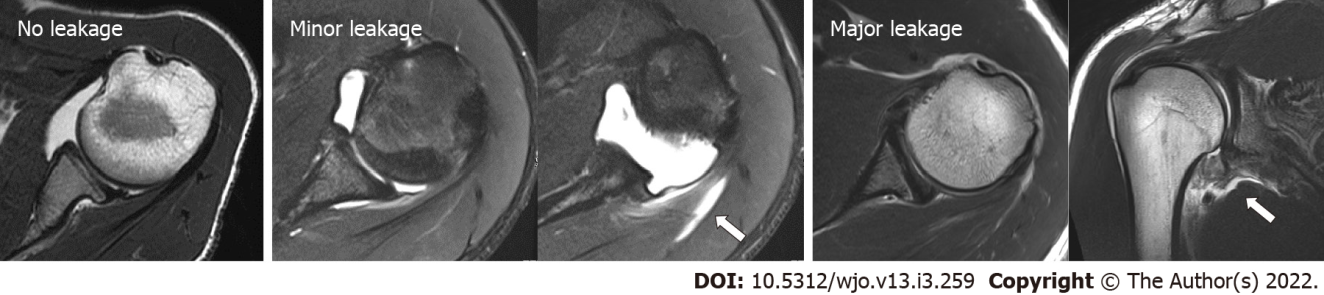 No leakage
Minor leakage
Major leakage
DOI: 10.5312/wjo.v13.i3.259 Copyright © The Author(s) 2022.